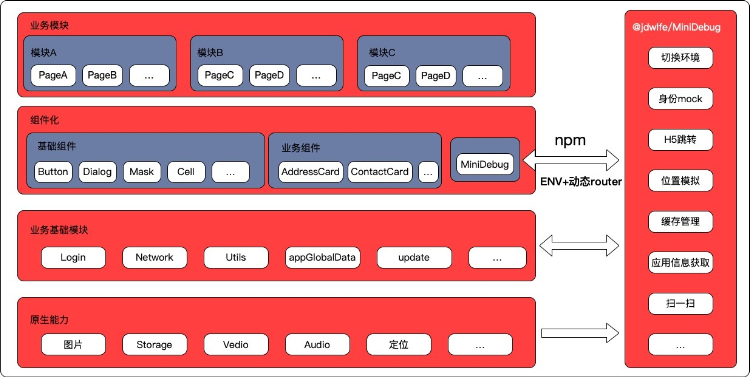 业务模块
模块A
PageA
PageB
...
模块B
PageC
PageD
...
模块C
PageC
PageD
...
组件化
基础组件
Button
Dialog
Mask
Cell
...
业务组件
AddressCard
ContactCard
...
MiniDebug
npm
ENV+动态router
业务基础模块
Login
Network
Utils
appGlobalData
update
...
原生能力
图片
Storage
Vedio
Audio
定位
...
@jdwlfe/MiniDebug
切换环境
身份mock
H5跳转
位置模拟
缓存管理
应用信息获取
扫一扫
...